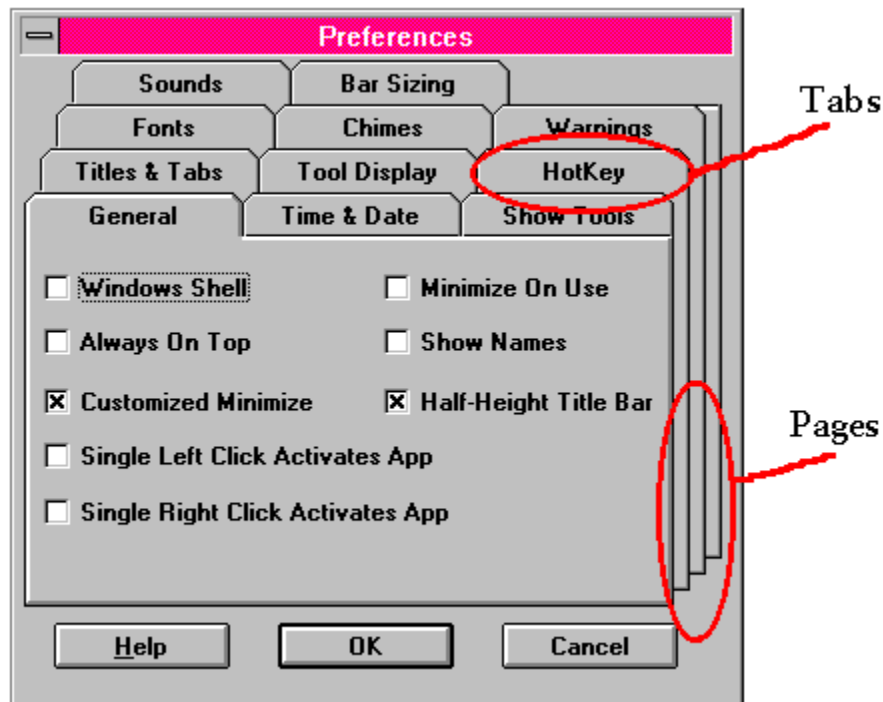 Preferences
Sounds Bar Sizing
Tabs
Fonts Chimes Warnings
Titles & Tabs Tool Display HotKey
General Time & Date Show Tools
Windows Shell Minimize On Use
Always On Top Show Names
Customized Minimize Half-Height Title Bar
Pages
Single Left Click Activates App
Single Right Click Activates App
Help OK Cancel